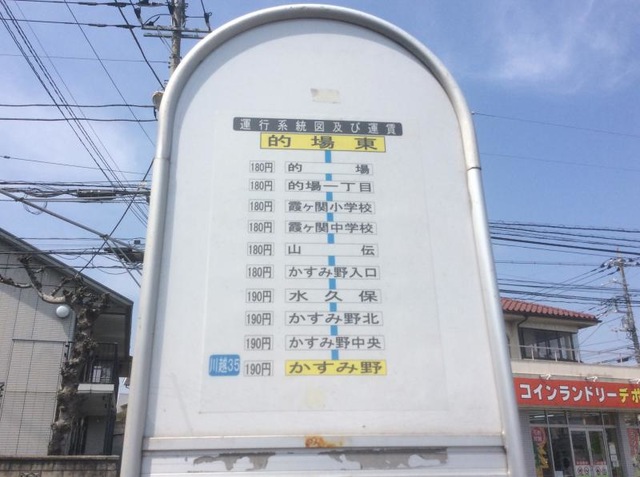 運行系統図及び運賃
的場東
180円 的場
180円 的場一丁目
180円 霞ヶ関小学校
180円 霞ヶ関中学校
180円 山伝
180円 かすみ野入口
190円 水久保
190円 かすみ野北
190円 かすみ野中央
川越35 190円 かすみ野
コインランドリーデポ